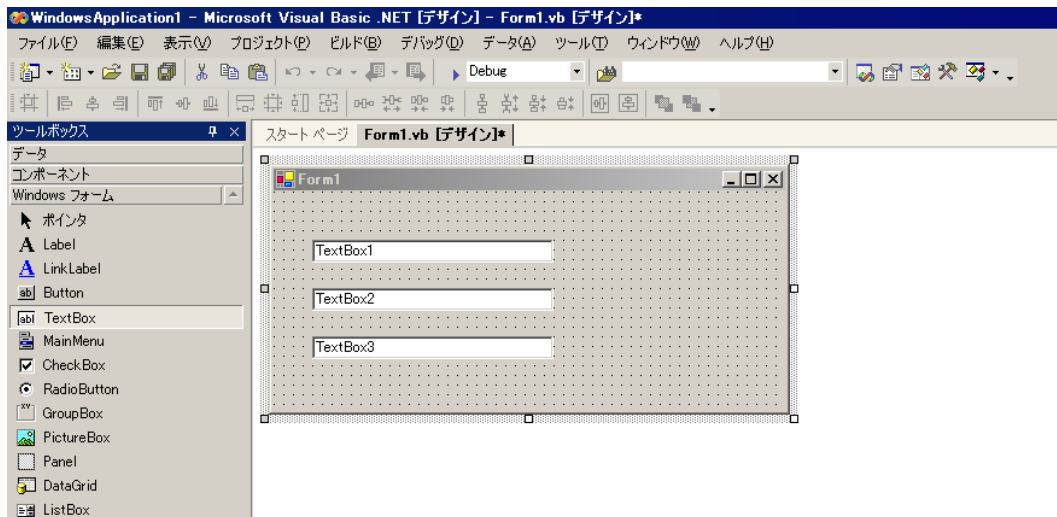 WindowsApplication1 - Microsoft Visual Basic .NET [デザイン] - Form1.vb [デザイン]*
ファイル(F) 編集(E) 表示(V) プロジェクト(P) ビルド(B) デバッグ(D) データ(A) ツール(T) ウィンドウ(W) ヘルプ(H)
Debug
ツールボックス
スタート ページ Form1.vb [デザイン]*
データ
コンポーネント
Windows フォーム
ポインタ
A Label
A LinkLabel
ab Button
abl TextBox
MainMenu
CheckBox
RadioButton
XY GroupBox
PictureBox
Panel
DataGrid
ListBox
Form1
TextBox1
TextBox2
TextBox3